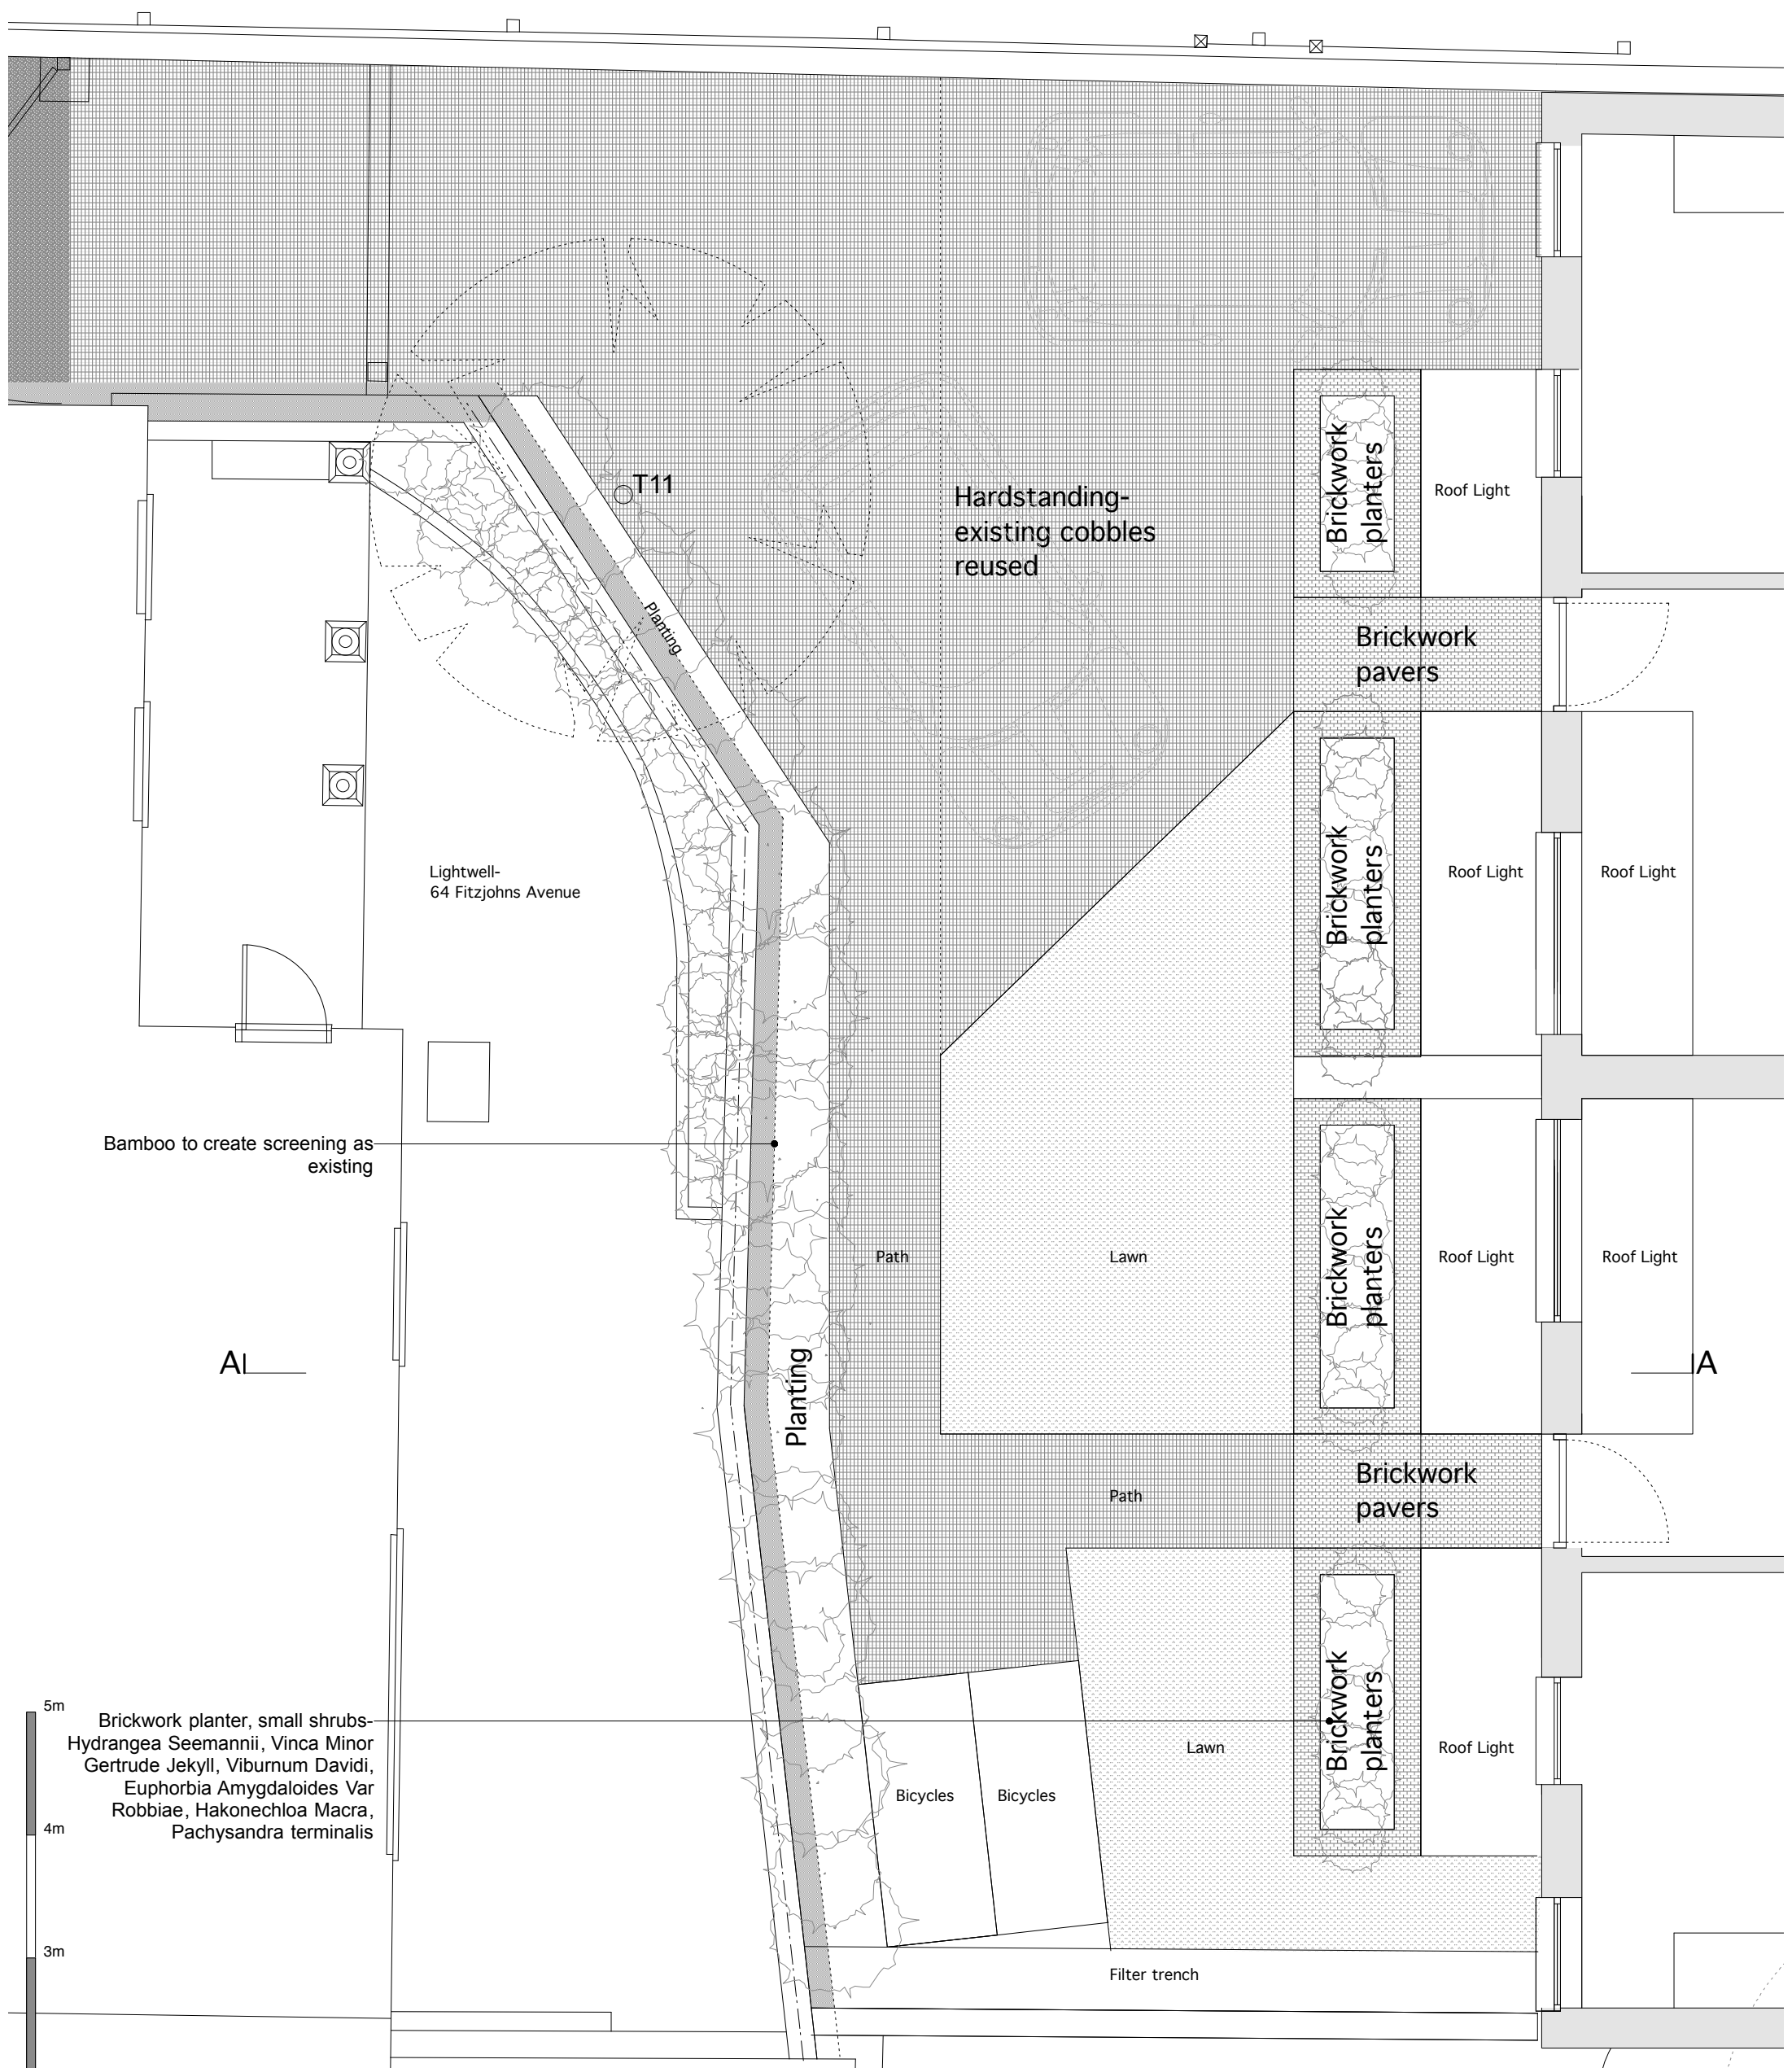 T11
Hardstanding-
existing cobbles
reused
Brickwork
planters
Roof Light
Planting
Brickwork
pavers
Lightwell-
64 Fitzjohns Avenue
Brickwork
planters
Roof Light
Roof Light
Bamboo to create screening as
existing
Path
Lawn
Brickwork
planters
Roof Light
Roof Light
A
A
Planting
Path
Brickwork
pavers
5m
Brickwork planter, small shrubs-
Hydrangea Seemannii, Vinca Minor
Gertrude Jekyll, Viburnum Davidi,
Euphorbia Amygdaloides Var
Robbiae, Hakonechloa Macra,
Pachysandra terminalis
4m
3m
Bicycles
Bicycles
Lawn
Brickwork
planters
Roof Light
Filter trench